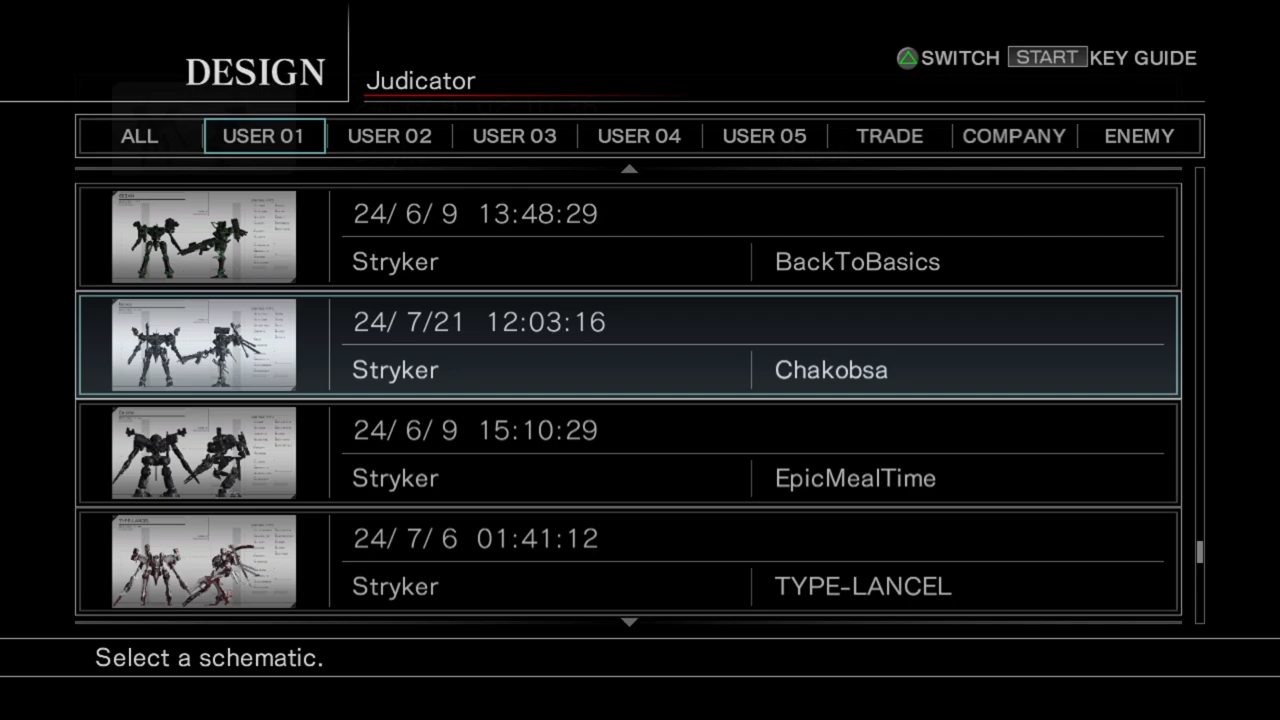 DESIGN
Judicator
SWITCH START KEY GUIDE
ALL USER 01 USER 02 USER 03 USER 04 USER 05 TRADE COMPANY ENEMY
24/ 6/ 9 13:48:29
Stryker BackToBasics
24/ 7/21 12:03:16
Stryker Chakobsa
24/ 6/ 9 15:10:29
Stryker EpicMealTime
TYPE-LANCEL
24/ 7/ 6 01:41:12
Stryker TYPE-LANCEL
Select a schematic.